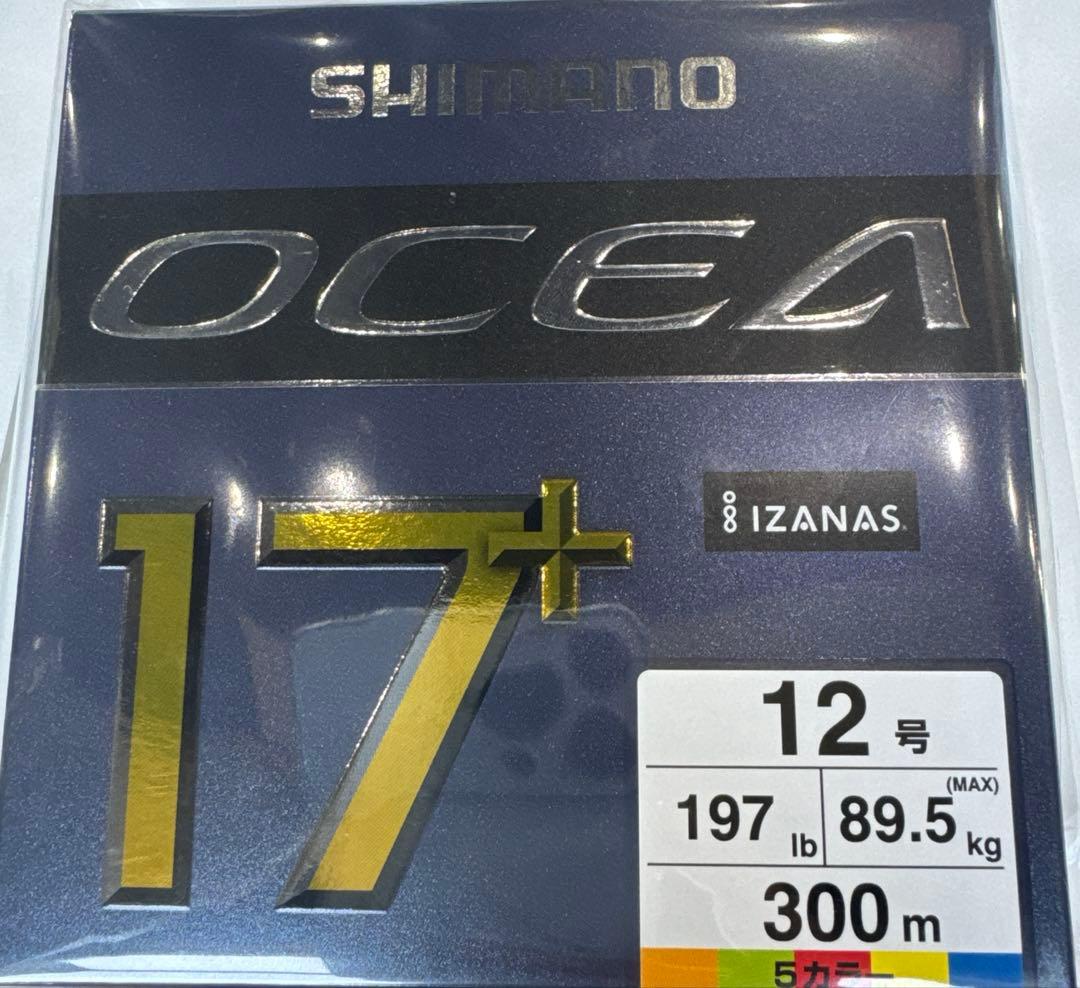 SHIMANO
OCEA
17+
IZANAS
12号
197 lb
(MAX)
89.5 kg
300 m
5カラー